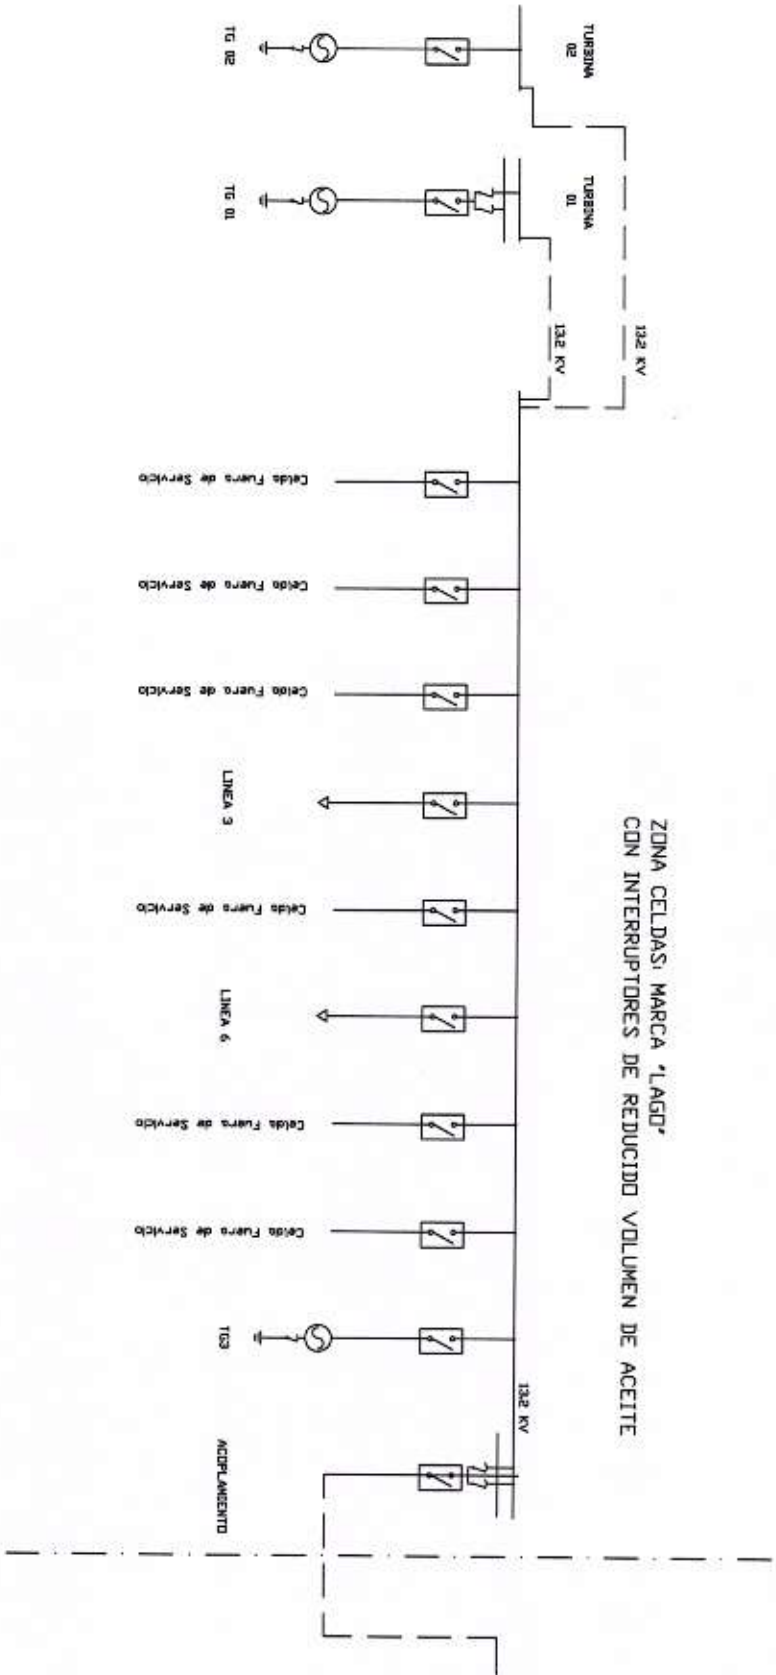 ZONA CELDAS: MARCA "LAGO"
CON INTERRUPTORES DE REDUCIDO VOLUMEN DE ACEITE
TURBINA
02
TURBINA
01
13.2 KV
13.2 KV
13.2 KV
TG 02
TG 01
Celda Fuera de Servicio
Celda Fuera de Servicio
Celda Fuera de Servicio
LINEA 3
Celda Fuera de Servicio
LINEA 6
Celda Fuera de Servicio
Celda Fuera de Servicio
TG3
ACOPLAMIENTO